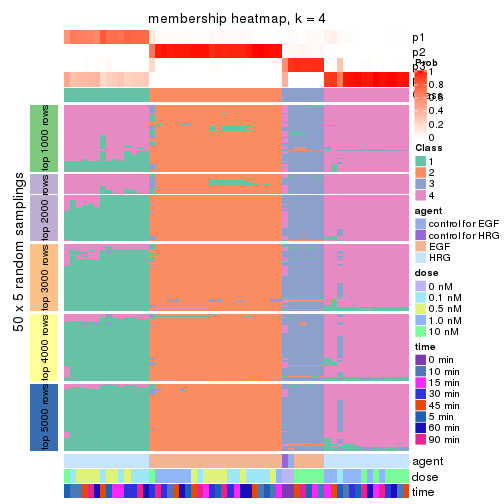 membership heatmap, k = 4
p1
p2
p3
Prob
1
0.8
0.6
0.4
0.2
0
Class
1
2
3
4
agent
control for EGF
control for HRG
EGF
HRG
dose
0 nM
0.1 nM
0.5 nM
1.0 nM
10 nM
time
0 min
10 min
15 min
30 min
45 min
5 min
60 min
90 min
50 x 5 random samplings
top 1000 rows
top 2000 rows
top 3000 rows
top 4000 rows
top 5000 rows
agent
dose
time